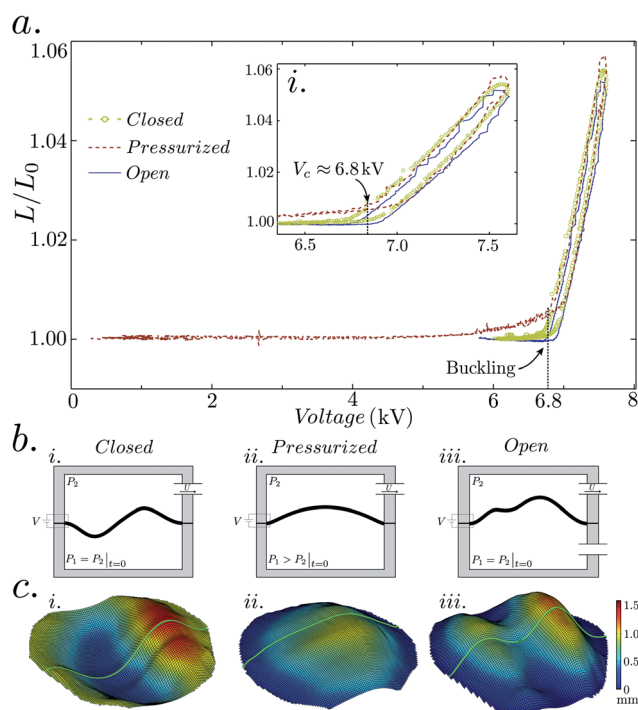 a.
1.06
1.04
1.02
1.00
L/L₀
Closed
Pressurized
Open
i.
1.06
1.04
1.02
1.00
V_c ≈ 6.8 kV
6.5 7.0 7.5
Buckling
0 2 4 6 6.8 8
Voltage (kV)
b.
i. Closed
ii. Pressurized
iii. Open
P₂
U
V
P₁ = P₂|t=0
P₂
U
V
P₁ > P₂|t=0
P₂
U
V
P₁ = P₂|t=0
c.
i.
ii.
iii.
1.5
1.0
0.5
0
mm